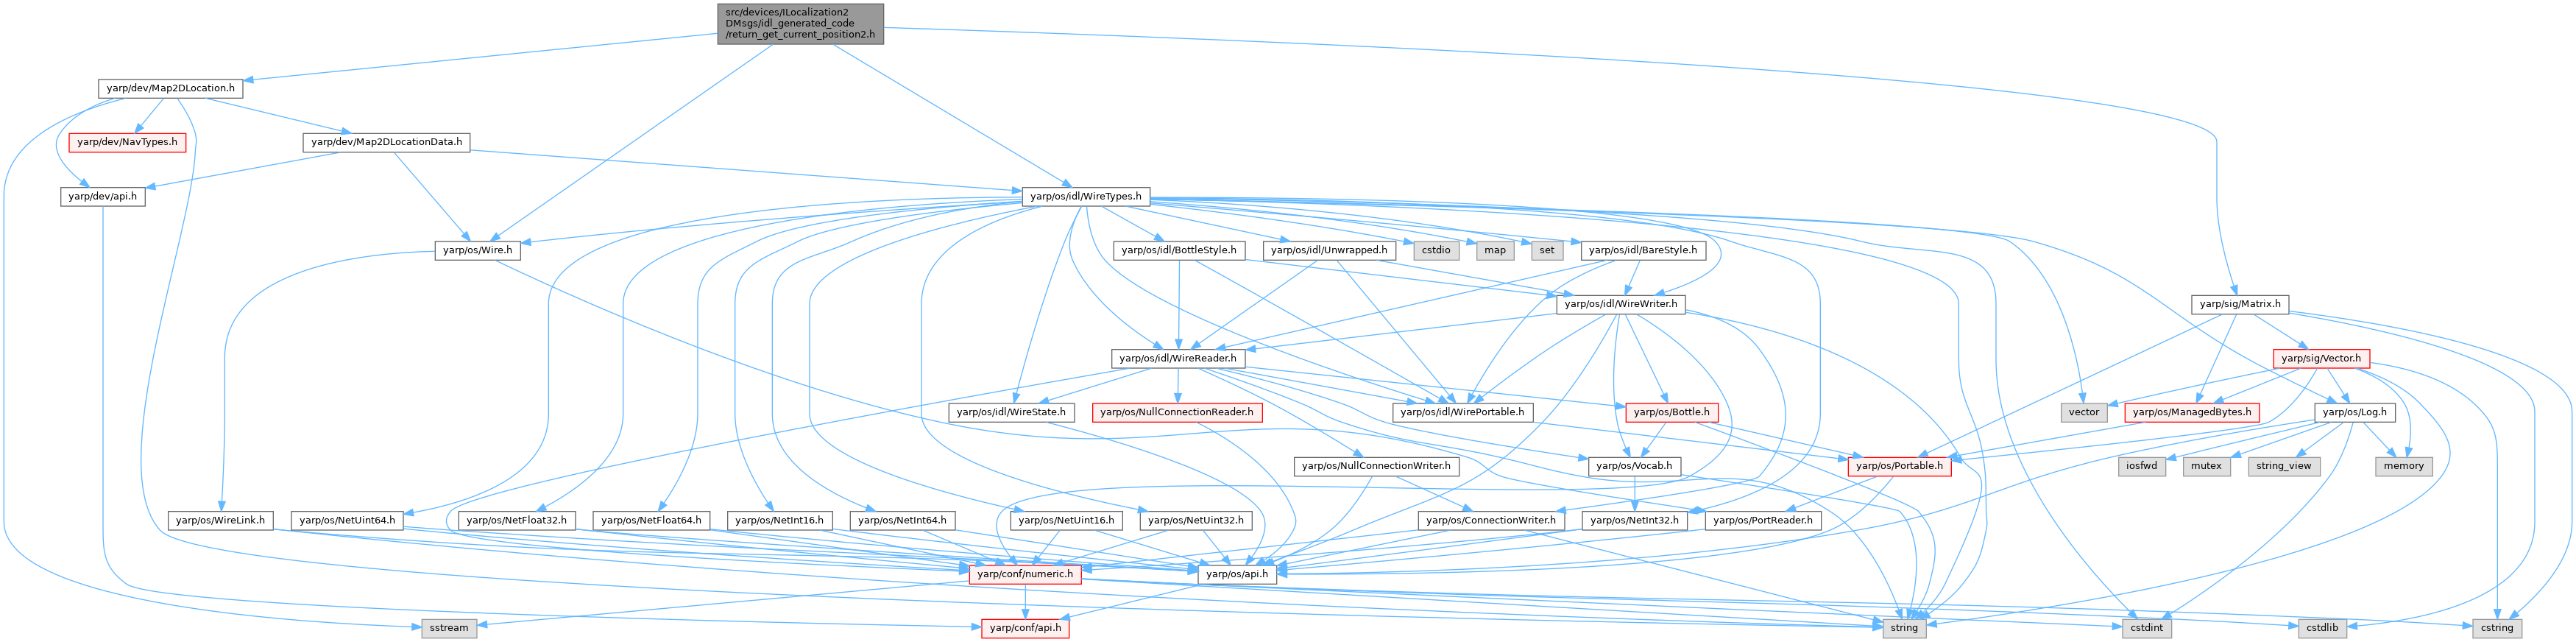 src/devices/ILocalization2
DMsgs/idl_generated_code
/return_get_current_position2.h
yarp/dev/Map2DLocation.h
yarp/dev/NavTypes.h
yarp/dev/Map2DLocationData.h
yarp/dev/api.h
yarp/os/idl/WireTypes.h
yarp/os/Wire.h
yarp/os/idl/BottleStyle.h
yarp/os/idl/Unwrapped.h
cstdio
map
set
yarp/os/idl/BareStyle.h
yarp/os/idl/WireWriter.h
yarp/sig/Matrix.h
yarp/os/idl/WireReader.h
yarp/sig/Vector.h
yarp/os/idl/WireState.h
yarp/os/NullConnectionReader.h
yarp/os/idl/WirePortable.h
yarp/os/Bottle.h
vector
yarp/os/ManagedBytes.h
yarp/os/Log.h
yarp/os/NullConnectionWriter.h
yarp/os/Vocab.h
yarp/os/Portable.h
iosfwd
mutex
string_view
memory
yarp/os/WireLink.h
yarp/os/NetUint64.h
yarp/os/NetFloat32.h
yarp/os/NetFloat64.h
yarp/os/NetInt16.h
yarp/os/NetInt64.h
yarp/os/NetUint16.h
yarp/os/NetUint32.h
yarp/os/ConnectionWriter.h
yarp/os/NetInt32.h
yarp/os/PortReader.h
yarp/conf/numeric.h
yarp/os/api.h
sstream
yarp/conf/api.h
string
cstdint
cstdlib
cstring